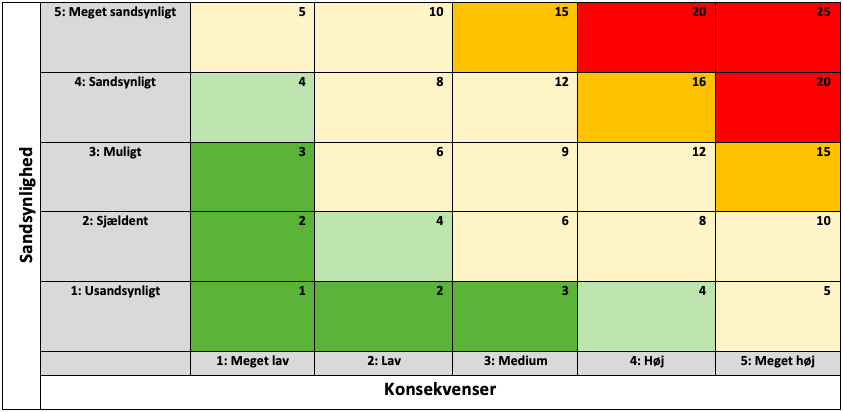 Sandsynlighed
5: Meget sandsynligt 5 10 15 20 25
4: Sandsynligt 4 8 12 16 20
3: Muligt 3 6 9 12 15
2: Sjældent 2 4 6 8 10
1: Usandsynligt 1 2 3 4 5
1: Meget lav 2: Lav 3: Medium 4: Høj 5: Meget høj
Konsekvenser